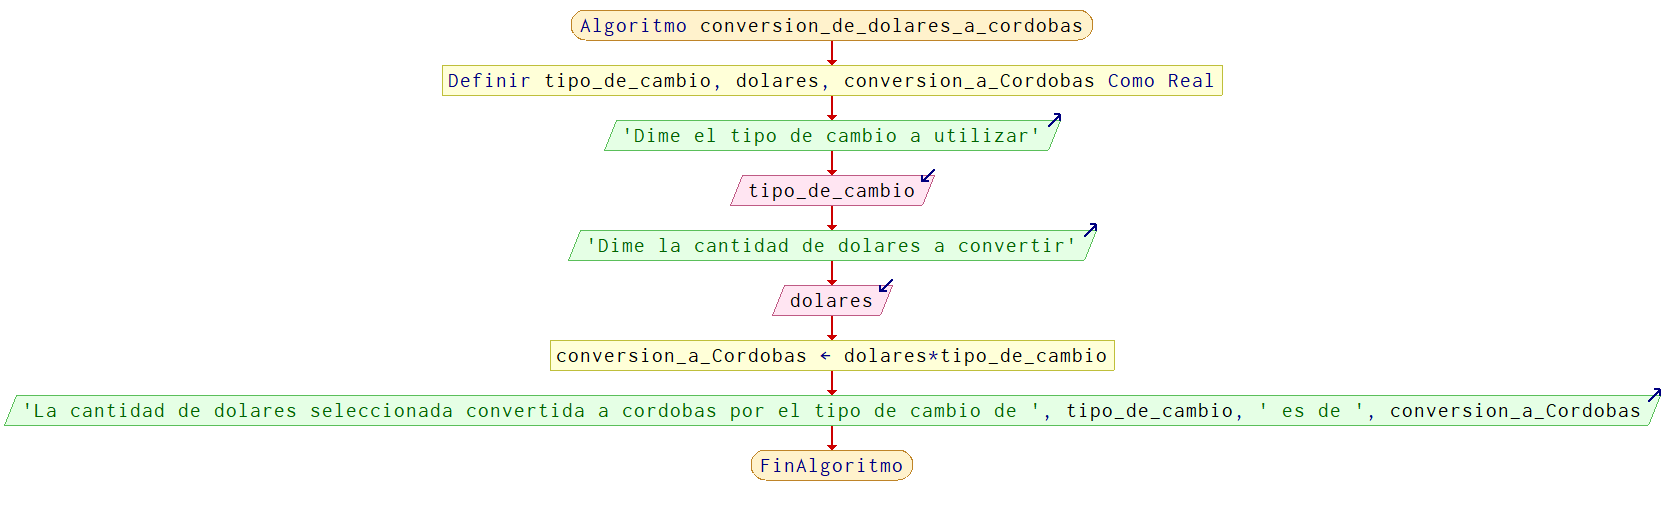 Algoritmo conversion_de_dolares_a_cordobas
Definir tipo_de_cambio, dolares, conversion_a_Cordobas Como Real
'Dime el tipo de cambio a utilizar'
tipo_de_cambio
'Dime la cantidad de dolares a convertir'
dolares
conversion_a_Cordobas ← dolares*tipo_de_cambio
'La cantidad de dolares seleccionada convertida a cordobas por el tipo de cambio de ', tipo_de_cambio, ' es de ', conversion_a_Cordobas
FinAlgoritmo